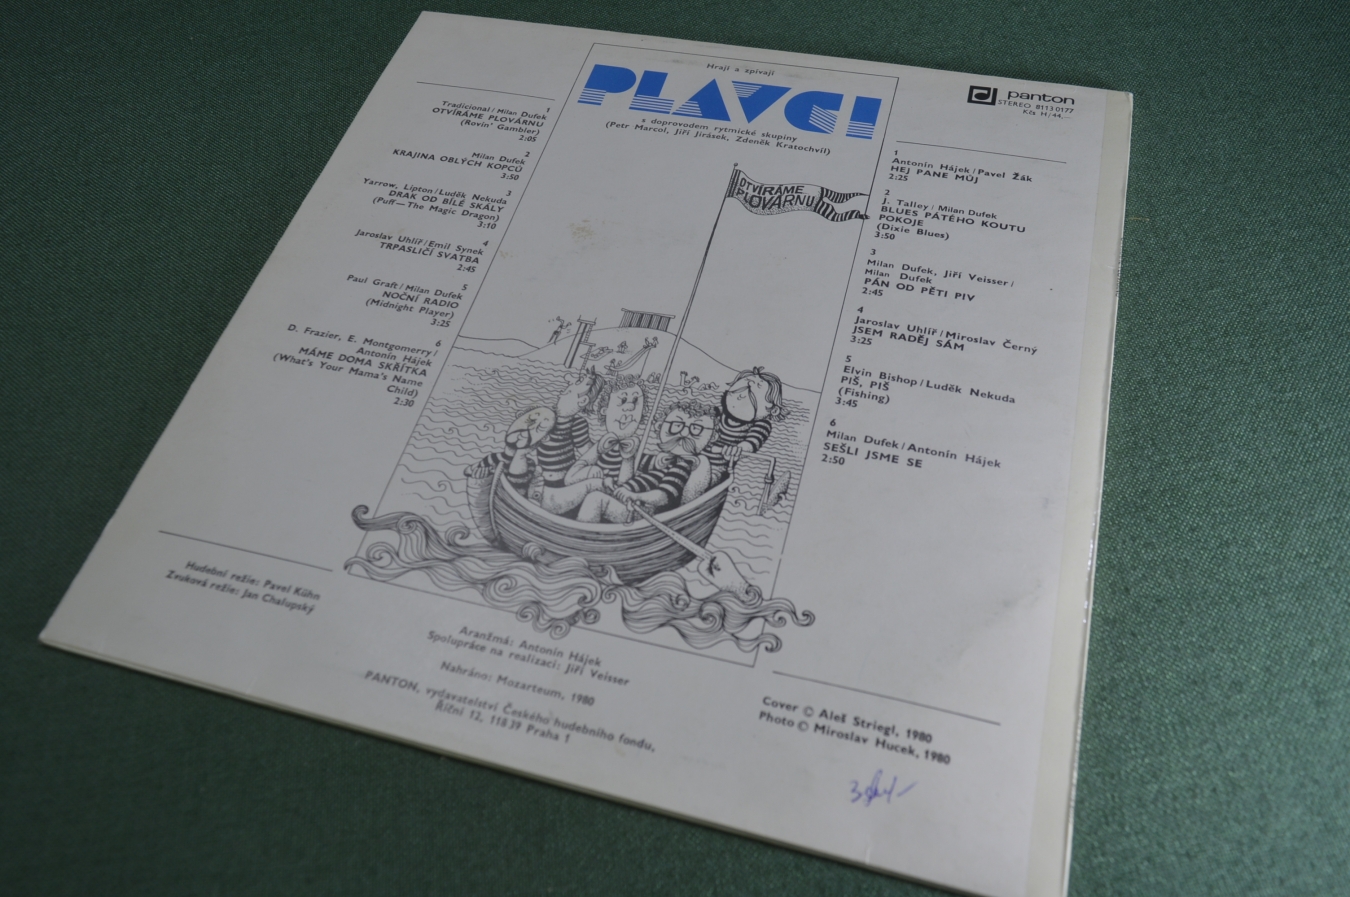 Hrají a zpívají
PLAVCI
s doprovodem rytmické skupiny
(Petr Marcol, Jiří Jirásek, Zdeněk Kratochvíl)
panton
STEREO 8113 0177
Kčs H/44,—
1
Tradicional/Milan Dufek
OTVÍRÁME PLOVÁRNU
(Rovin' Gambler)
2:05
2
Milan Dufek
KRAJINA OBLÝCH KOPCŮ
3:50
3
Yarrow, Lipton/Luděk Nekuda
DRAK OD BÍLÉ SKÁLY
(Puff—The Magic Dragon)
3:10
4
Jaroslav Uhlíř/Emil Synek
TRPASLIČÍ SVATBA
2:45
5
Paul Graft/Milan Dufek
NOČNÍ RADIO
(Midnight Player)
3:25
6
D. Frazier, E. Montgomerry/
Antonín Hájek
MÁME DOMA SKŘÍTKA
(What's Your Mama's Name
Child)
2:30
OTVÍRÁME
PLOVÁRNU
1
Antonín Hájek/Pavel Žák
HEJ PANE MŮJ
2:25
2
J. Talley/Milan Dufek
BLUES PÁTÉHO KOUTU
POKOJE
(Dixie Blues)
3:50
3
Milan Dufek, Jiří Veisser/
Milan Dufek
PÁN OD PĚTI PIV
2:45
4
Jaroslav Uhlíř/Miroslav Černý
JSEM RADĚJ SÁM
3:25
5
Elvin Bishop/Luděk Nekuda
PIŠ, PIŠ
(Fishing)
3:45
6
Milan Dufek/Antonín Hájek
SEŠLI JSME SE
2:50
Hudební režie: Pavel Kühn
Zvuková režie: Jan Chalupský
Aranžmá: Antonín Hájek
Spolupráce na realizaci: Jiří Veisser
Nahráno: Mozarteum, 1980
PANTON, vydavatelství Českého hudebního fondu,
Říční 12, 118 39 Praha 1
Cover © Aleš Striegl, 1980
Photo © Miroslav Hucek, 1980